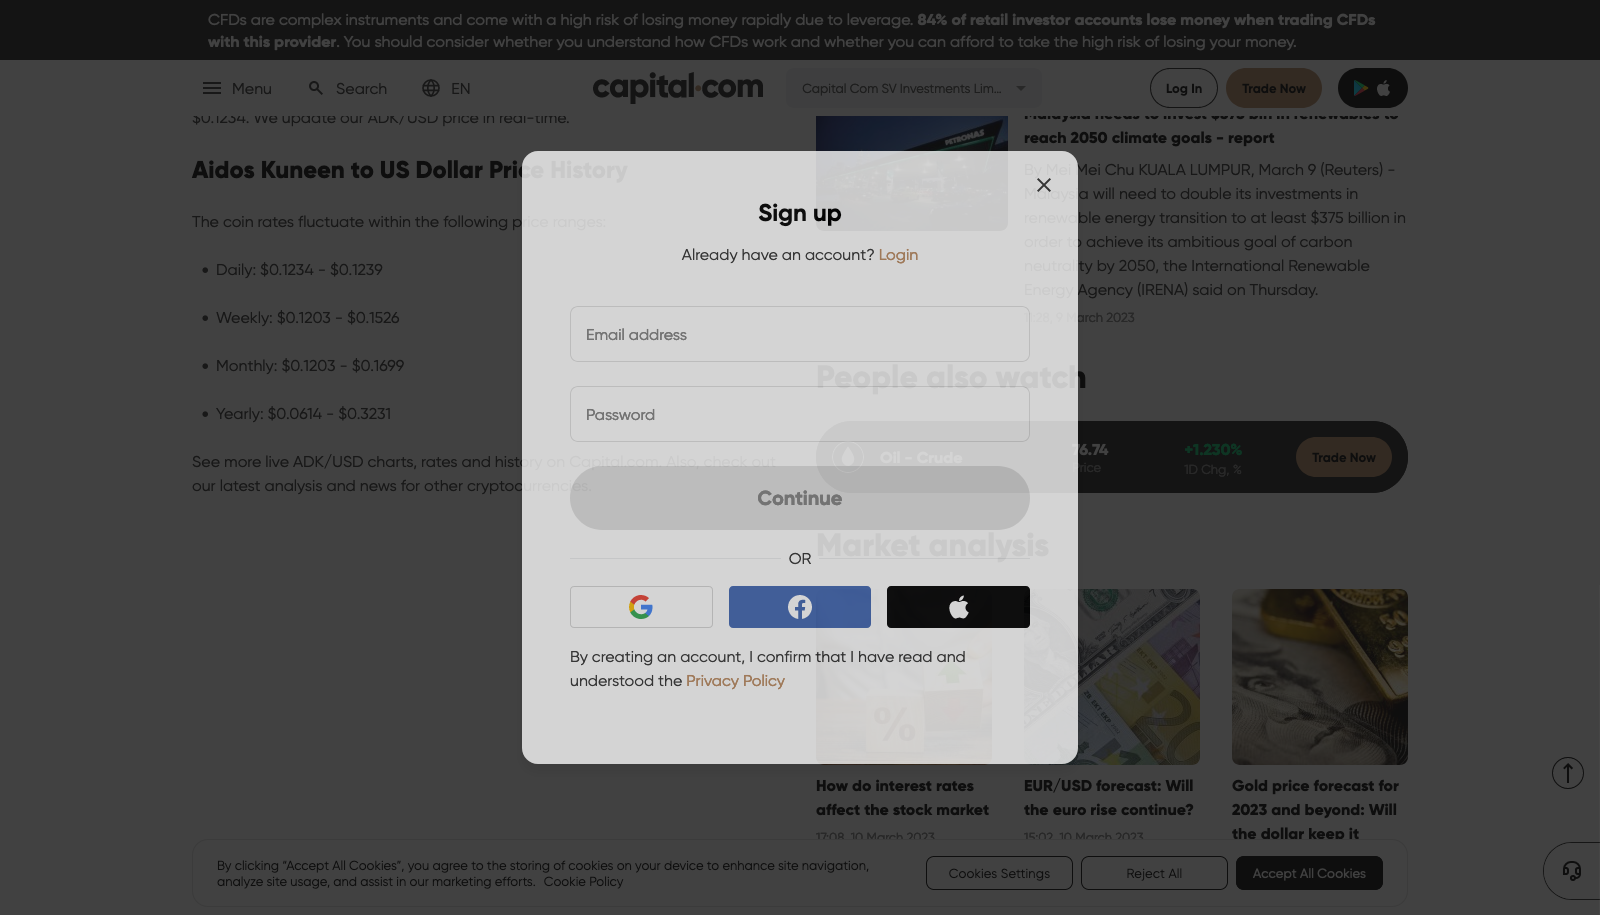 CFDs are complex instruments and come with a high risk of losing money rapidly due to leverage. 84% of retail investor accounts lose money when trading CFDs
with this provider. You should consider whether you understand how CFDs work and whether you can afford to take the high risk of losing your money.
Menu
Search
EN
capital.com
Capital Com SV Investments Lim...
Log In
Trade Now
$0.1234. We update our ADK/USD price in real-time.
Aidos Kuneen to US Dollar Price History
The coin rates fluctuate within the following price ranges:
Daily: $0.1234 - $0.1239
Weekly: $0.1203 - $0.1526
Monthly: $0.1203 - $0.1699
Yearly: $0.0614 - $0.3231
See more live ADK/USD charts, rates and history on Capital.com. Also, check out
our latest analysis and news for other cryptocurrencies.
Sign up
Already have an account? Login
Email address
Password
Continue
OR
By creating an account, I confirm that I have read and
understood the Privacy Policy
PETRONAS
Malaysia needs to invest $375 bln in renewables to
reach 2050 climate goals - report
By Mei Mei Chu KUALA LUMPUR, March 9 (Reuters) -
Malaysia will need to double its investments in
renewable energy transition to at least $375 billion in
order to achieve its ambitious goal of carbon
neutrality by 2050, the International Renewable
Energy Agency (IRENA) said on Thursday.
March 2023
People also watch
Oil - Crude
76.74
Price
+1.230%
1D Chg, %
Trade Now
Market analysis
%
How do interest rates
affect the stock market
17:08, 10 March 2023
EUR/USD forecast: Will
the euro rise continue?
15:02, 10 March 2023
Gold price forecast for
2023 and beyond: Will
the dollar keep it
By clicking “Accept All Cookies”, you agree to the storing of cookies on your device to enhance site navigation,
analyze site usage, and assist in our marketing efforts. Cookie Policy
Cookies Settings
Reject All
Accept All Cookies